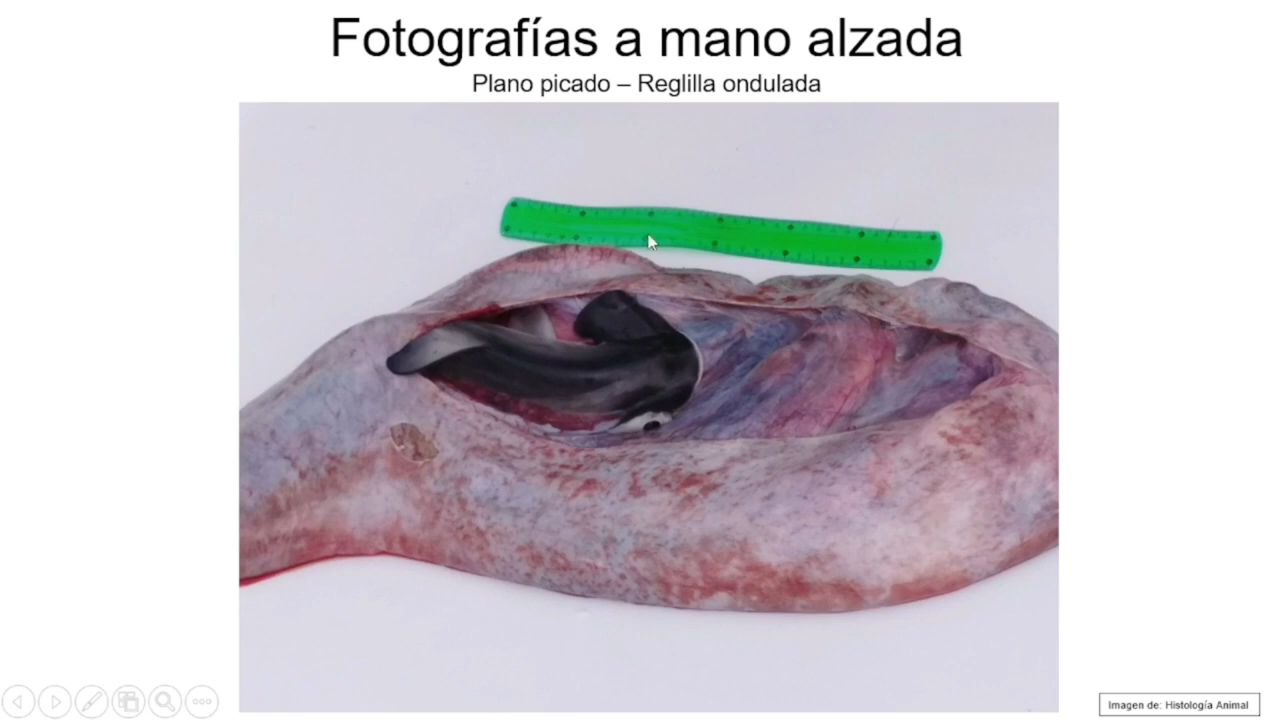 Fotografías a mano alzada
Plano picado – Reglilla ondulada
Imagen de: Histología Animal